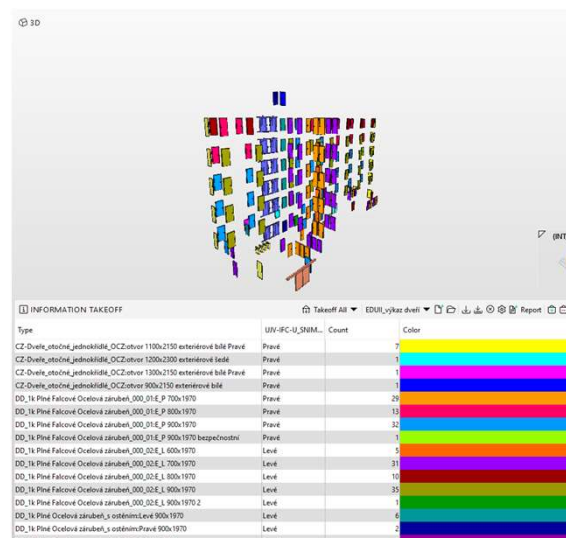 3D
(INT
INFORMATION TAKEOFF Takeoff All EDUII_výkaz dveří Report
Type UJV-IFC-U_SNIM... Count Color
CZ-Dveře_otočné_jednokřídlé_OCZ:otvor 1100x2150 exteriérové bílé Pravé Pravé 7
CZ-Dveře_otočné_jednokřídlé_OCZ:otvor 1200x2300 exteriérové šedé Pravé 1
CZ-Dveře_otočné_jednokřídlé_OCZ:otvor 1300x2150 exteriérové bílé Pravé Pravé 1
CZ-Dveře_otočné_jednokřídlé_OCZ:otvor 900x2150 exteriérové bílé Pravé 1
DD_1k Plné Falcové Ocelová zárubeň_000_01:E_P 700x1970 Pravé 29
DD_1k Plné Falcové Ocelová zárubeň_000_01:E_P 800x1970 Pravé 13
DD_1k Plné Falcové Ocelová zárubeň_000_01:E_P 900x1970 Pravé 32
DD_1k Plné Falcové Ocelová zárubeň_000_01:E_P 900x1970 bezpečnostní Pravé 1
DD_1k Plné Falcové Ocelová zárubeň_000_02:E_L 600x1970 Levé 5
DD_1k Plné Falcové Ocelová zárubeň_000_02:E_L 700x1970 Levé 31
DD_1k Plné Falcové Ocelová zárubeň_000_02:E_L 800x1970 Levé 10
DD_1k Plné Falcové Ocelová zárubeň_000_02:E_L 900x1970 Levé 35
DD_1k Plné Falcové Ocelová zárubeň_000_02:E_L 900x1970 2 Levé 1
DD_1k Plné Ocelová zárubeň_s ostěním:Levé 900x1970 Levé 6
DD_1k Plné Ocelová zárubeň_s ostěním:Pravé 900x1970 Levé 2